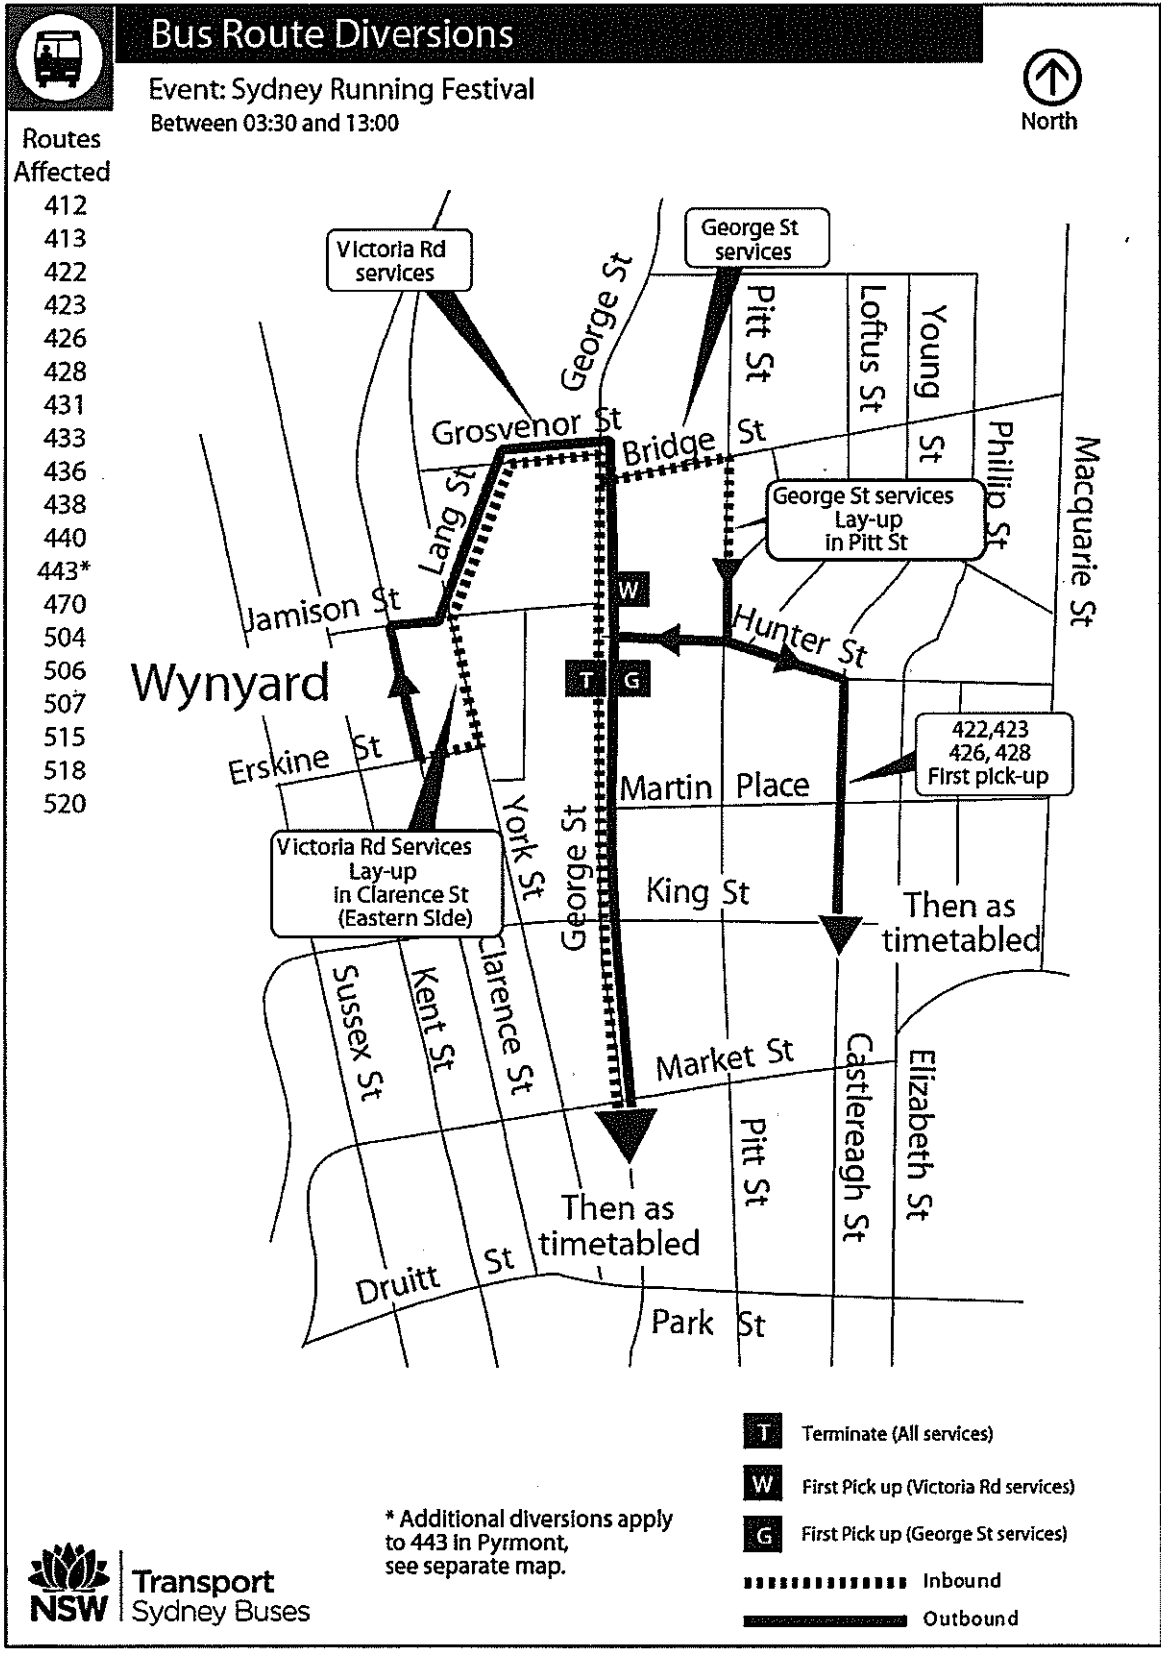 Bus Route Diversions
Event: Sydney Running Festival
Between 03:30 and 13:00
North
Routes
Affected
412
413
422
423
426
428
431
433
436
438
440
443*
470
504
506
507
515
518
520
Victoria Rd
services
George St
services
George St
Pitt St
Loftus St
Young St
Phillip St
Macquarie St
Grosvenor St
Bridge St
Lang St
George St services
Lay-up
in Pitt St
Jamison St
W
Hunter St
Wynyard
T
G
Erskine St
422,423
426, 428
First pick-up
Martin Place
York St
George St
Victoria Rd Services
Lay-up
in Clarence St
(Eastern Side)
King St
Then as
timetabled
Sussex St
Kent St
Clarence St
Market St
Castlereagh St
Elizabeth St
Pitt St
Then as
timetabled
Druitt St
Park St
T Terminate (All services)
W First Pick up (Victoria Rd services)
G First Pick up (George St services)
Inbound
Outbound
* Additional diversions apply
to 443 in Pyrmont,
see separate map.
NSW
Transport
Sydney Buses